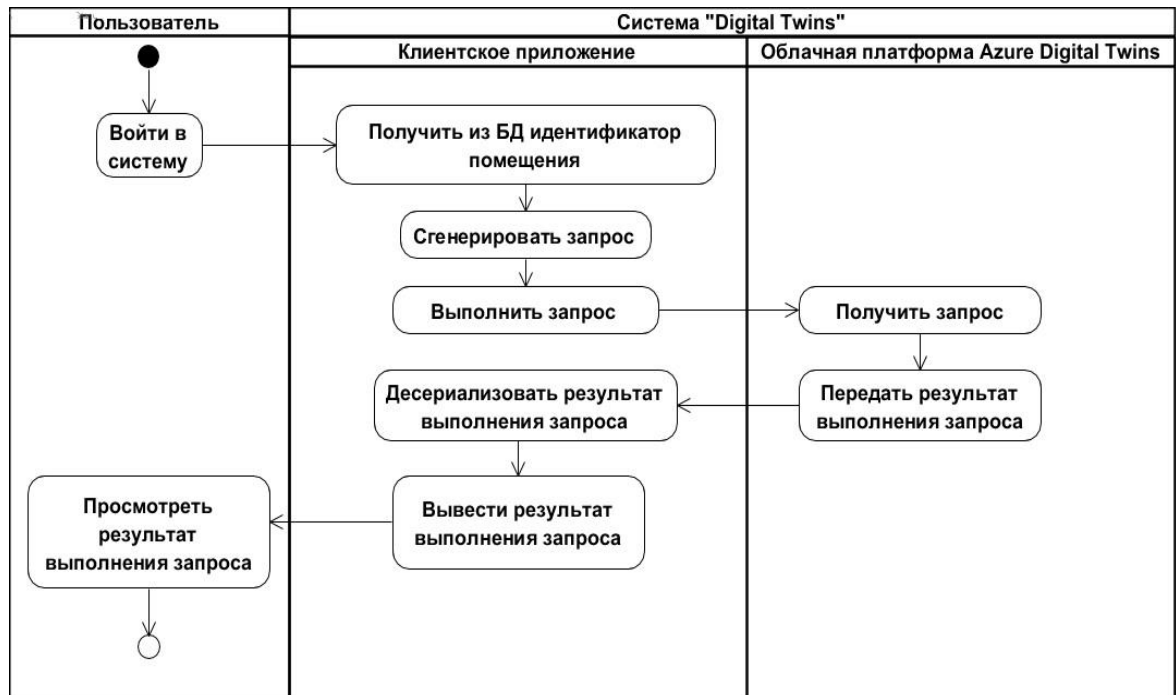 Пользователь
Система "Digital Twins"
Клиентское приложение
Облачная платформа Azure Digital Twins
Войти в
систему
Получить из БД идентификатор
помещения
Сгенерировать запрос
Выполнить запрос
Получить запрос
Передать результат
выполнения запроса
Десериализовать результат
выполнения запроса
Вывести результат
выполнения запроса
Просмотреть
результат
выполнения запроса